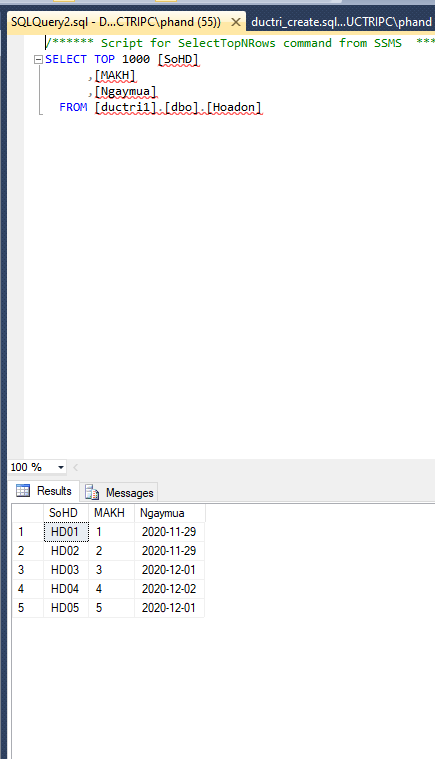 SQLQuery2.sql - D...CTRIPC\phand (55)) ductri_create.sql...UCTRIPC\phand
/****** Script for SelectTopNRows command from SSMS ***
SELECT TOP 1000 [SoHD]
,[MAKH]
,[Ngaymua]
FROM [ductri1].[dbo].[Hoadon]
100 %
Results Messages
SoHD MAKH Ngaymua
1 HD01 1 2020-11-29
2 HD02 2 2020-11-29
3 HD03 3 2020-12-01
4 HD04 4 2020-12-02
5 HD05 5 2020-12-01